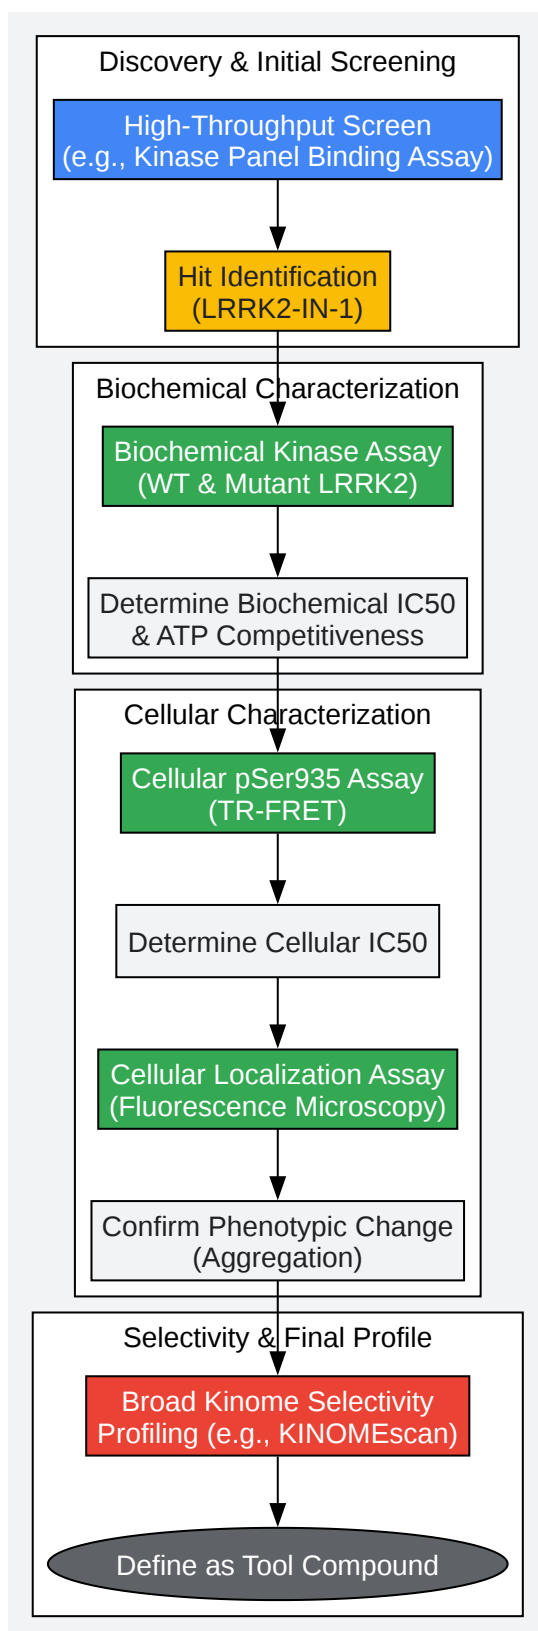 Discovery & Initial Screening
High-Throughput Screen
(e.g., Kinase Panel Binding Assay)
Hit Identification
(LRRK2-IN-1)
Biochemical Characterization
Biochemical Kinase Assay
(WT & Mutant LRRK2)
Determine Biochemical IC50
& ATP Competitiveness
Cellular Characterization
Cellular pSer935 Assay
(TR-FRET)
Determine Cellular IC50
Cellular Localization Assay
(Fluorescence Microscopy)
Confirm Phenotypic Change
(Aggregation)
Selectivity & Final Profile
Broad Kinome Selectivity
Profiling (e.g., KINOMEscan)
Define as Tool Compound